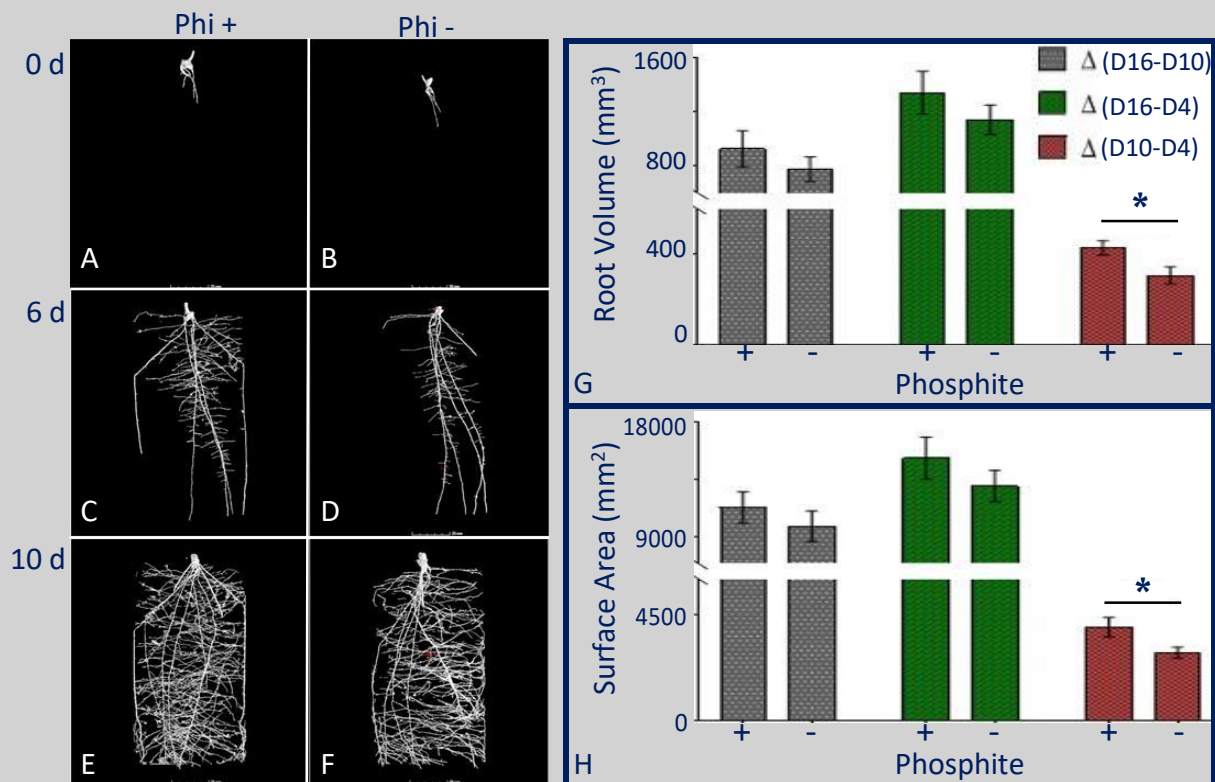 Phi +
Phi -
0 d
A
B
6 d
C
D
10 d
E
F
Root Volume (mm³)
1600
800
400
0
Δ (D16-D10)
Δ (D16-D4)
Δ (D10-D4)
*
+
-
+
-
+
-
G
Phosphite
Surface Area (mm²)
18000
9000
4500
0
*
+
-
+
-
+
-
H
Phosphite